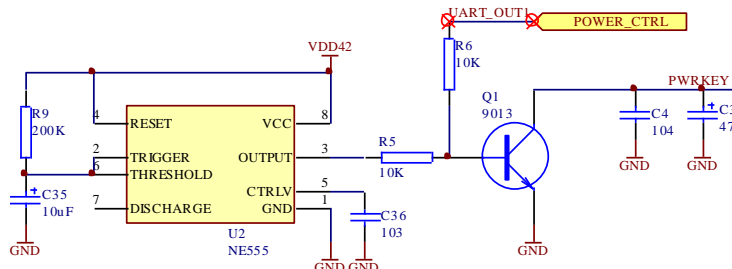 UART_OUT1
POWER_CTRL
VDD42
R6
10K
PWRKEY
R9
200K
4
RESET
VCC
8
Q1
9013
C4
104
C3
47
2
TRIGGER
OUTPUT
3
R5
10K
6
THRESHOLD
GND
GND
C35
10uF
CTRLV
5
7
DISCHARGE
GND
1
C36
103
U2
NE555
GND
GND
GND
GND